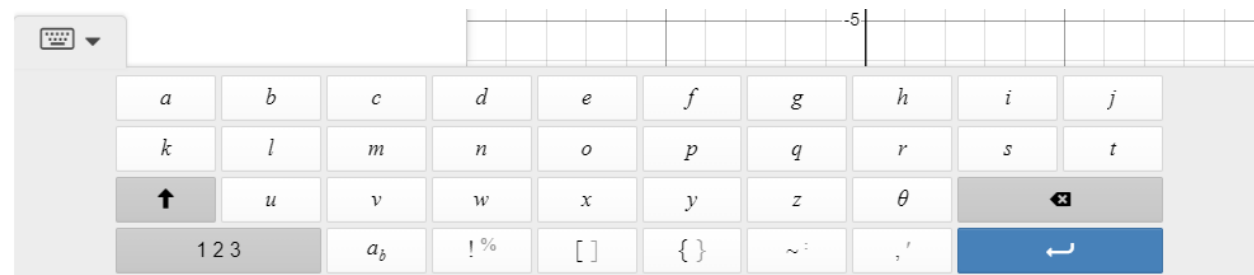 -5
a b c d e f g h i j
k l m n o p q r s t
u v w x y z θ
1 2 3 a_b ! % [ ] { } ~ : , ′